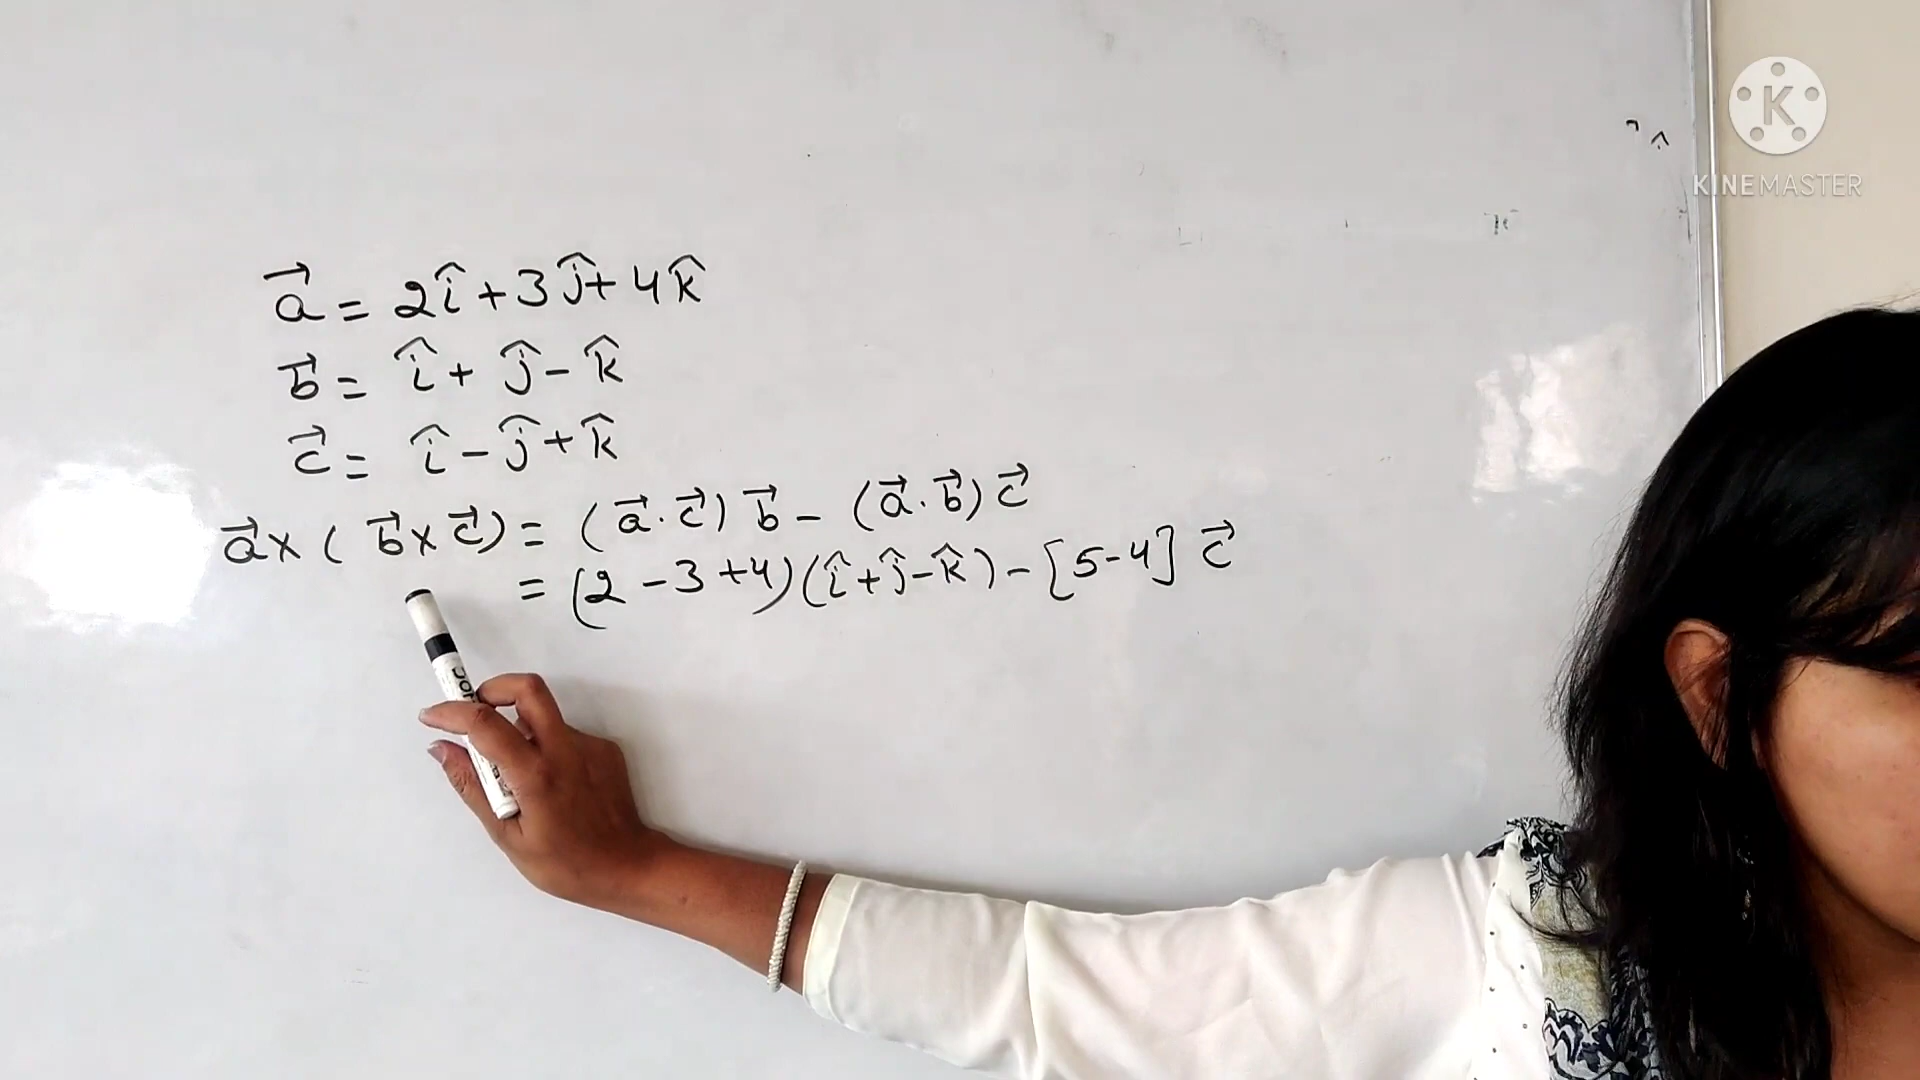 K
KINEMASTER
→a = 2î + 3ĵ + 4k̂
→b = î + ĵ - k̂
→c = î - ĵ + k̂
→a × (→b × →c) = (→a · →c) →b - (→a · →b) →c
= (2 - 3 + 4)(î + ĵ - k̂) - [5 - 4] →c